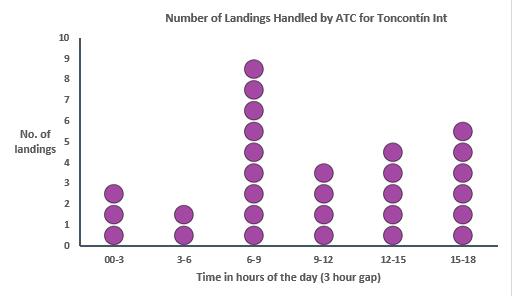 Number of Landings Handled by ATC for Toncontín Int
10
9
8
7
6
5
4
3
2
1
0
No. of
landings
00-3 3-6 6-9 9-12 12-15 15-18
Time in hours of the day (3 hour gap)